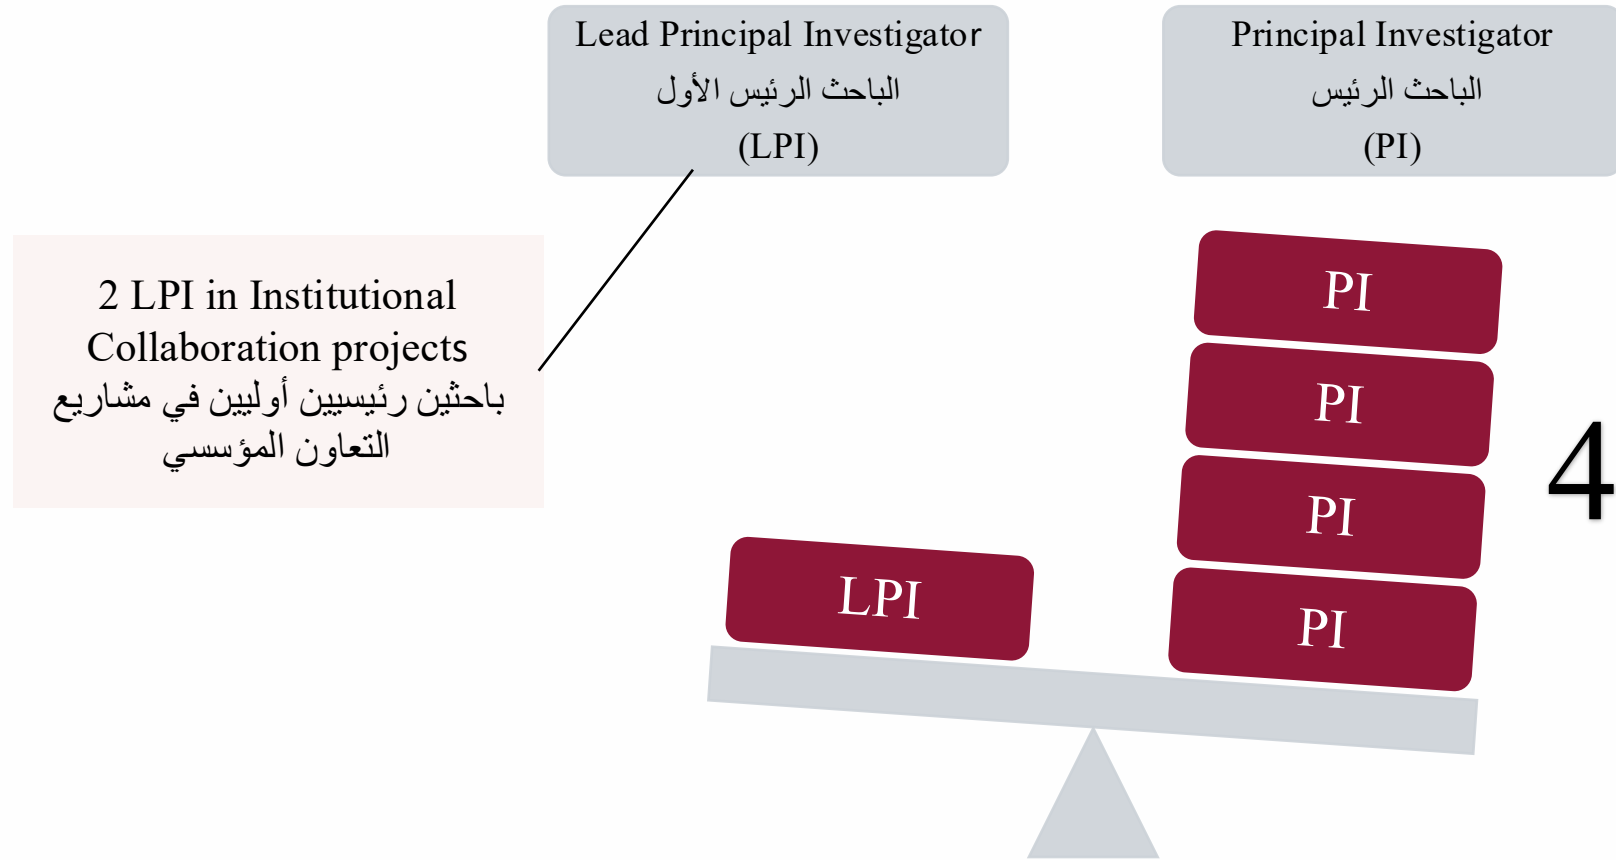 Lead Principal Investigator
الباحث الرئيس الأول
(LPI)
Principal Investigator
الباحث الرئيس
(PI)
2 LPI in Institutional
Collaboration projects
باحثين رئيسيين أوليين في مشاريع
التعاون المؤسسي
PI
PI
PI
PI
4
LPI